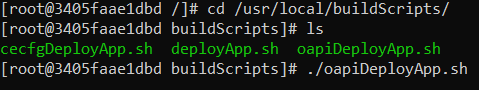 [root@3405faae1dbd /]# cd /usr/local/buildScripts/
[root@3405faae1dbd buildScripts]# ls
cecfgDeployApp.sh  deployApp.sh  oapiDeployApp.sh
[root@3405faae1dbd buildScripts]# ./oapiDeployApp.sh